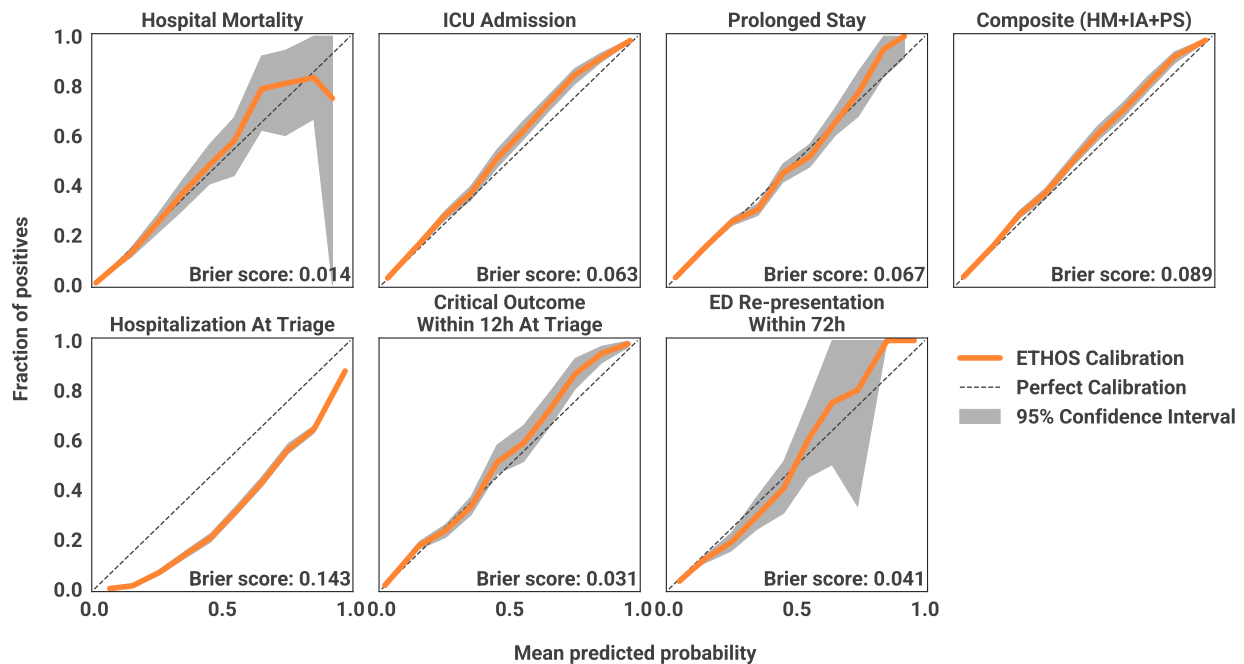 Hospital Mortality
ICU Admission
Prolonged Stay
Composite (HM+IA+PS)
1.0
0.8
0.6
0.4
0.2
0.0
Brier score: 0.014
Brier score: 0.063
Brier score: 0.067
Brier score: 0.089
Fraction of positives
Hospitalization At Triage
Critical Outcome
Within 12h At Triage
ED Re-presentation
Within 72h
1.0
0.8
0.6
0.4
0.2
0.0
Brier score: 0.143
Brier score: 0.031
Brier score: 0.041
0.0 0.5 1.0
0.0 0.5 1.0
0.0 0.5 1.0
ETHOS Calibration
Perfect Calibration
95% Confidence Interval
Mean predicted probability